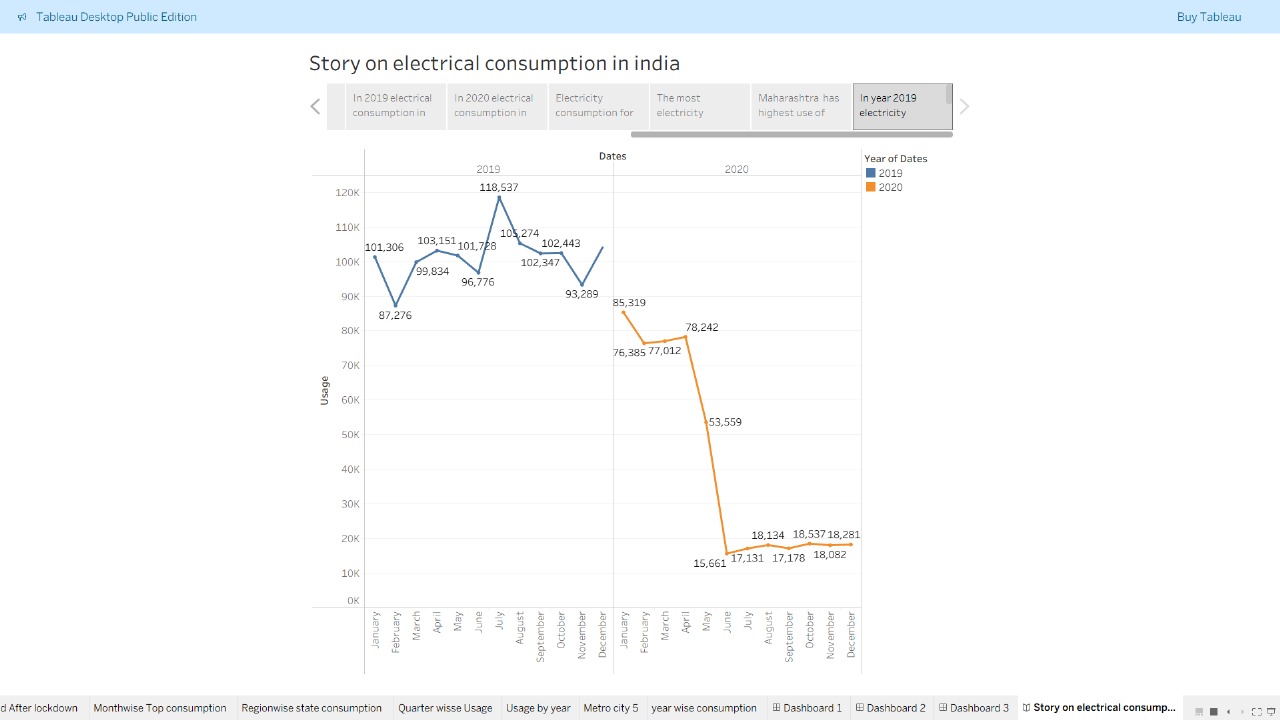 Tableau Desktop Public Edition
Buy Tableau
Story on electrical consumption in india
In 2019 electrical
consumption in
In 2020 electrical
consumption in
Electricity
consumption for
The most
electricity
Maharashtra has
highest use of
In year 2019
electricity
Dates
2019
2020
Year of Dates
2019
2020
Usage
120K
110K
100K
90K
80K
70K
60K
50K
40K
30K
20K
10K
0K
101,306
87,276
99,834
103,151
101,728
96,776
118,537
105,274
102,347
102,443
93,289
85,319
76,385
77,012
78,242
53,559
15,661
17,131
18,134
17,178
18,537
18,082
18,281
January
February
March
April
May
June
July
August
September
October
November
December
January
February
March
April
May
June
July
August
September
October
November
December
d After lockdown
Monthwise Top consumption
Regionwise state consumption
Quarter wisse Usage
Usage by year
Metro city 5
year wise consumption
Dashboard 1
Dashboard 2
Dashboard 3
Story on electrical consump...